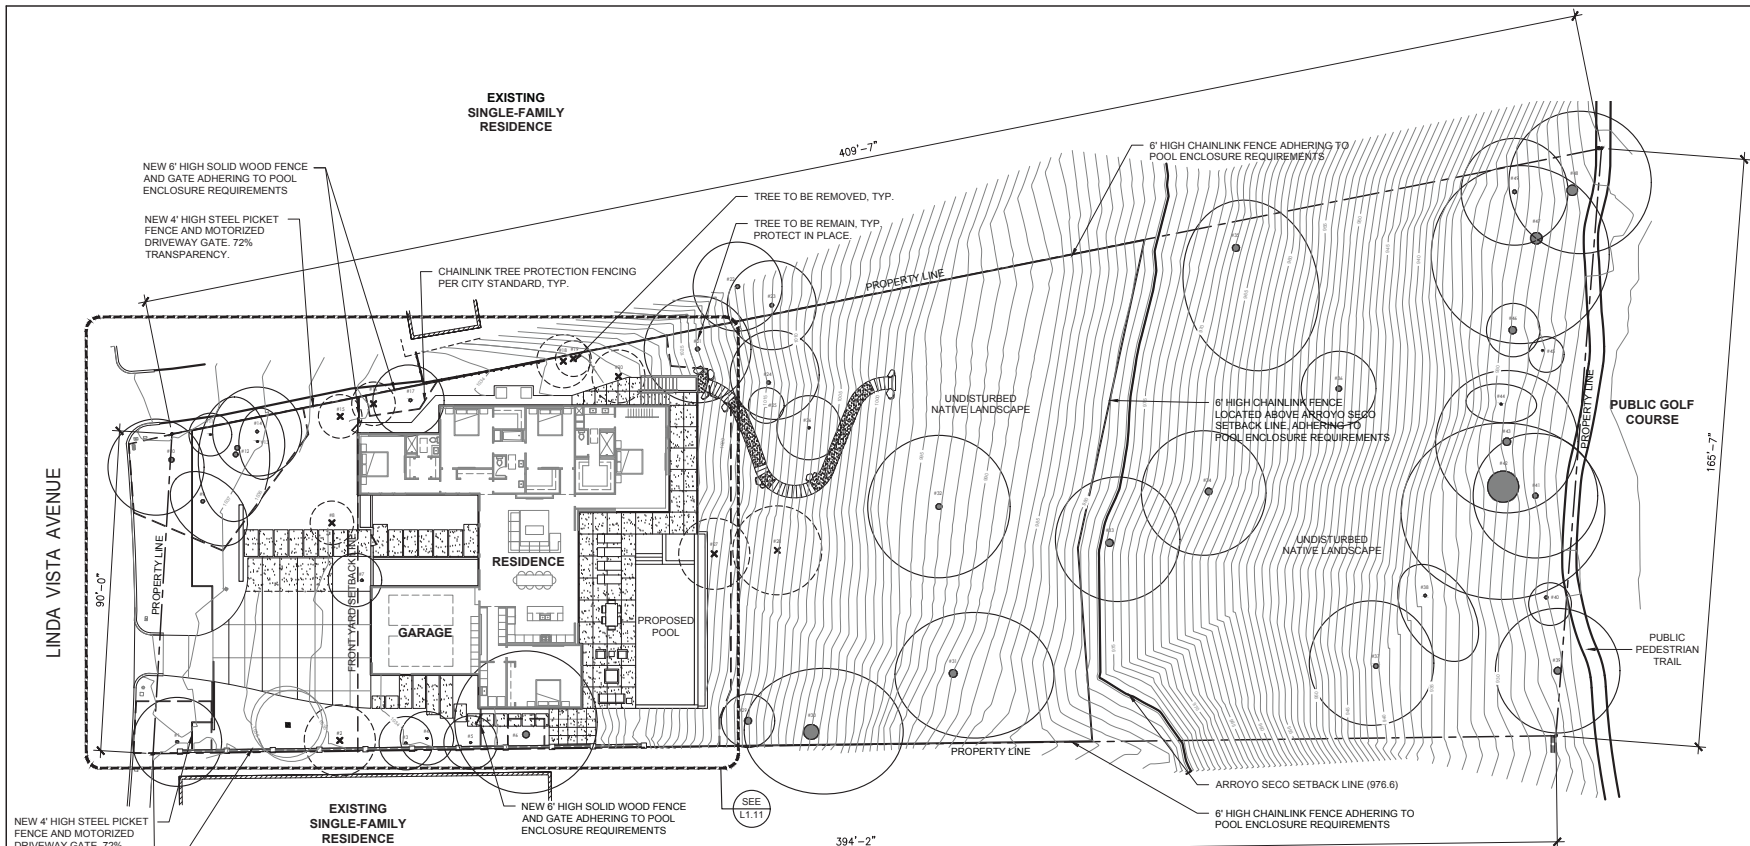 EXISTING
SINGLE-FAMILY
RESIDENCE
409'-7"
6' HIGH CHAINLINK FENCE ADHERING TO
POOL ENCLOSURE REQUIREMENTS
NEW 6' HIGH SOLID WOOD FENCE
AND GATE ADHERING TO POOL
ENCLOSURE REQUIREMENTS
TREE TO BE REMOVED, TYP.
NEW 4' HIGH STEEL PICKET
FENCE AND MOTORIZED
DRIVEWAY GATE. 72%
TRANSPARENCY.
TREE TO BE REMAIN, TYP,
PROTECT IN PLACE.
CHAINLINK TREE PROTECTION FENCING
PER CITY STANDARD, TYP.
PROPERTY LINE
UNDISTURBED
NATIVE LANDSCAPE
6' HIGH CHAINLINK FENCE
LOCATED ABOVE ARROYO SECO
SETBACK LINE, ADHERING TO
POOL ENCLOSURE REQUIREMENTS
PROPERTY LINE
PUBLIC GOLF
COURSE
165'-7"
LINDA VISTA AVENUE
90'-0"
PROPERTY LINE
FRONT YARD SETBACK LINE
RESIDENCE
GARAGE
PROPOSED
POOL
UNDISTURBED
NATIVE LANDSCAPE
PUBLIC
PEDESTRIAN
TRAIL
PROPERTY LINE
ARROYO SECO SETBACK LINE (976.6)
6' HIGH CHAINLINK FENCE ADHERING TO
POOL ENCLOSURE REQUIREMENTS
SEE
L1.11
NEW 6' HIGH SOLID WOOD FENCE
AND GATE ADHERING TO POOL
ENCLOSURE REQUIREMENTS
EXISTING
SINGLE-FAMILY
RESIDENCE
NEW 4' HIGH STEEL PICKET
FENCE AND MOTORIZED
DRIVEWAY GATE. 72%
394'-2"